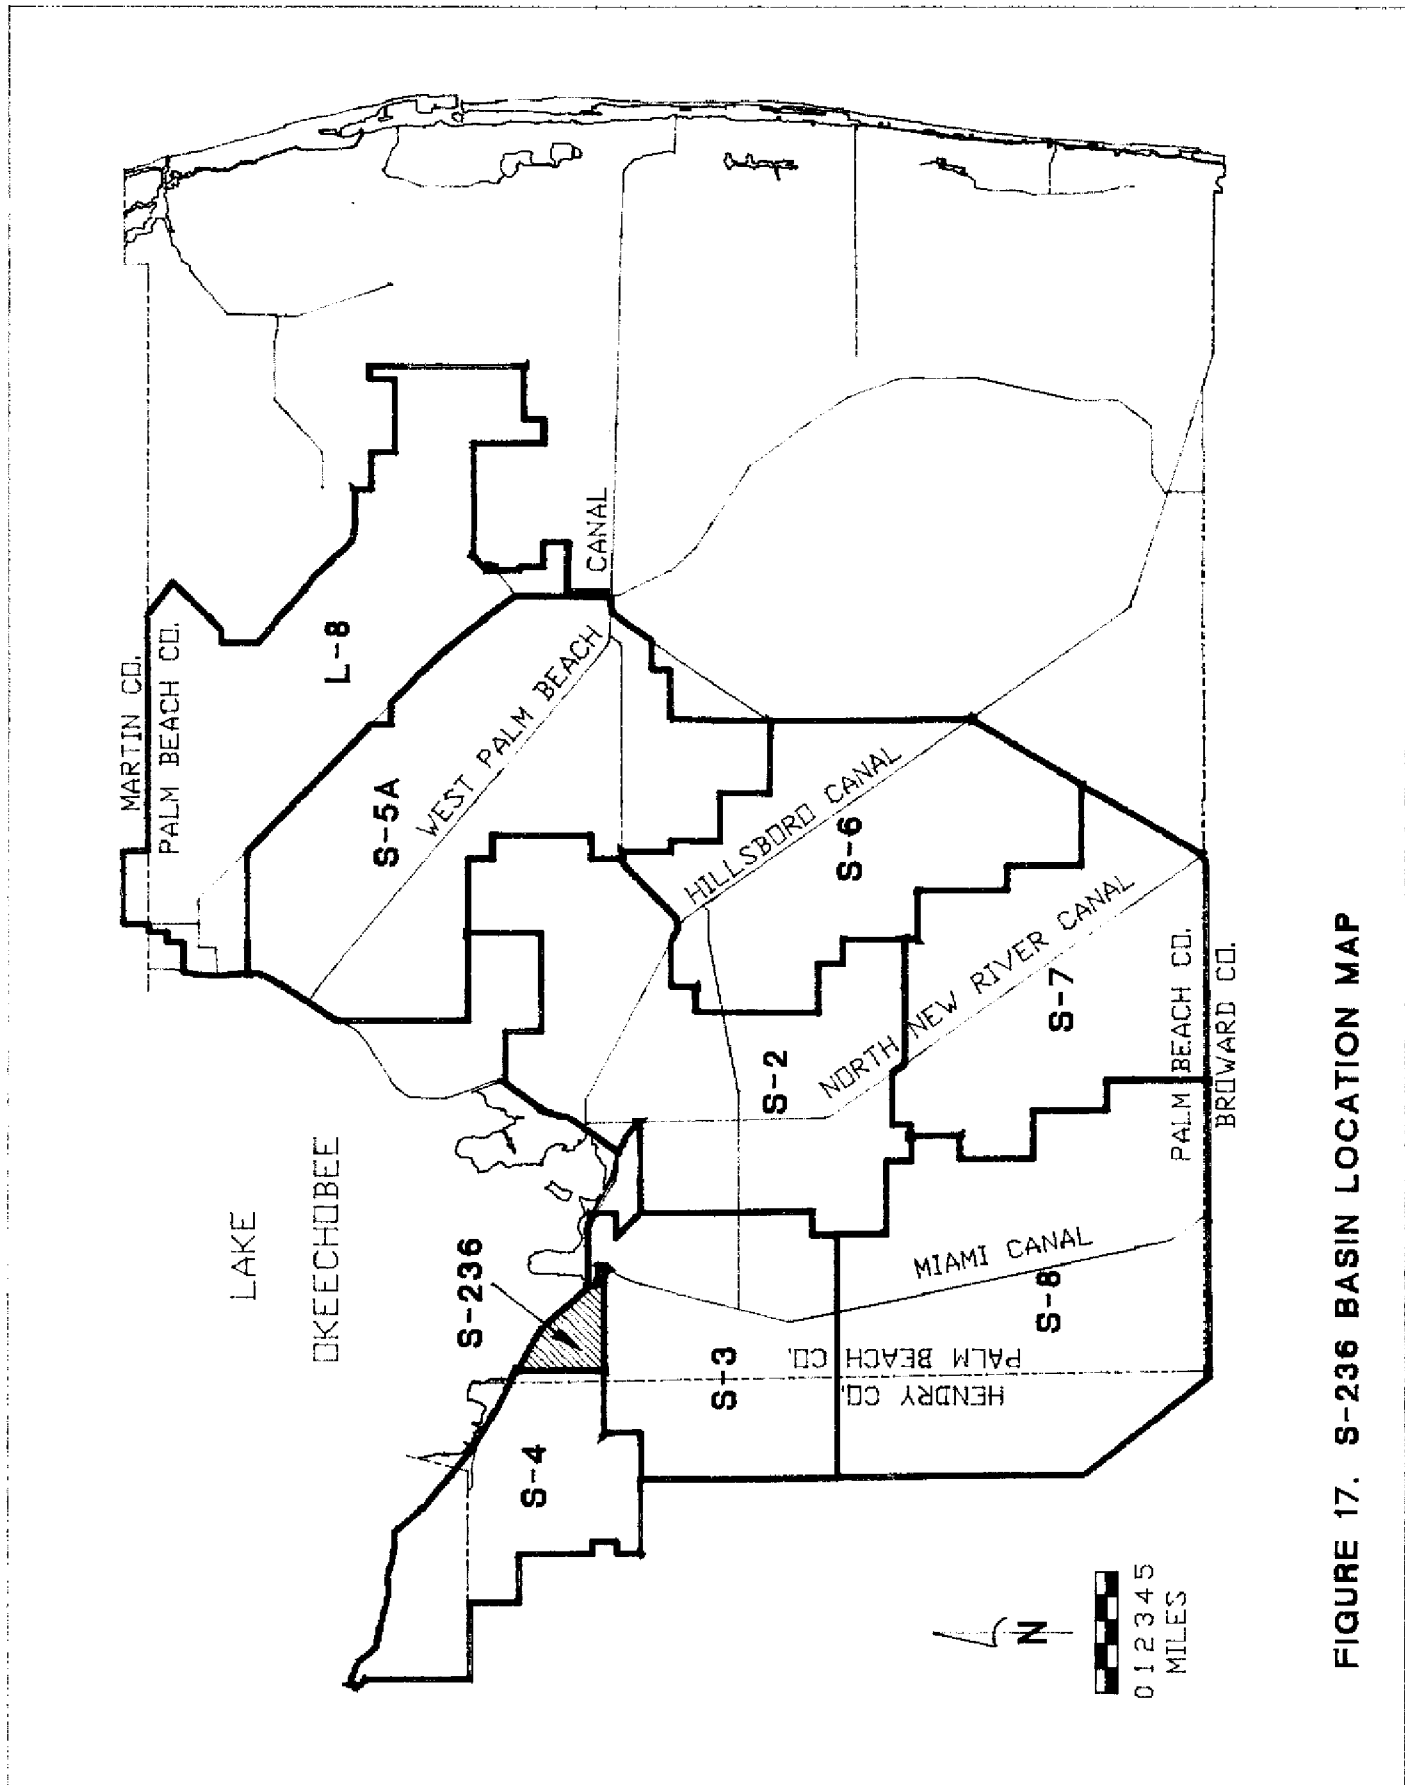 MARTIN CO.
PALM BEACH CO.
LAKE
OKEECHOBEE
L-8
S-5A
WEST PALM BEACH
CANAL
S-236
S-4
HILLSBORO CANAL
S-6
S-2
S-3
NORTH NEW RIVER CANAL
S-7
HENDRY CO.
PALM BEACH CO.
MIAMI CANAL
S-8
PALM BEACH CO.
BROWARD CO.
N
0 1 2 3 4 5
MILES
FIGURE 17. S-236 BASIN LOCATION MAP